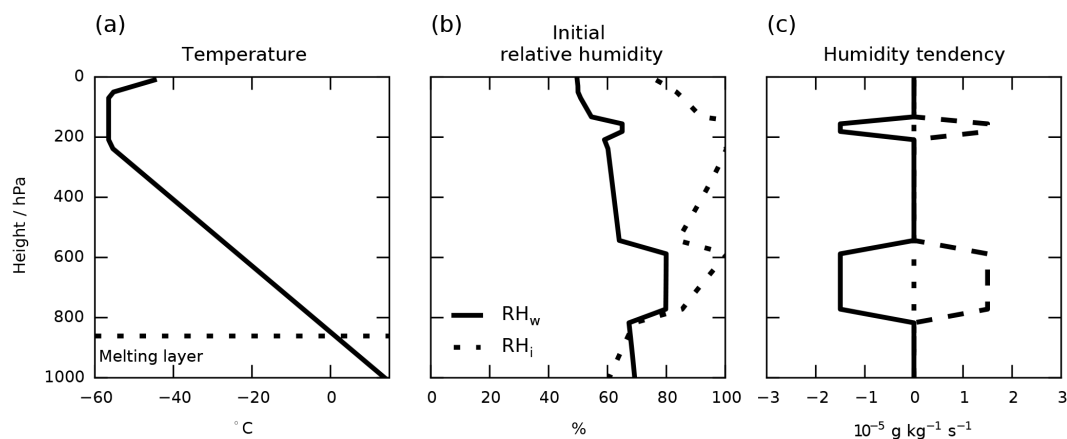 (a)
Temperature
Height / hPa
0
200
400
600
800
1000
Melting layer
−60
−40
−20
0
°C
(b)
Initial
relative humidity
RHw
RHi
0
20
40
60
80
100
%
(c)
Humidity tendency
−3
−2
−1
0
1
2
3
10⁻⁵ g kg⁻¹ s⁻¹